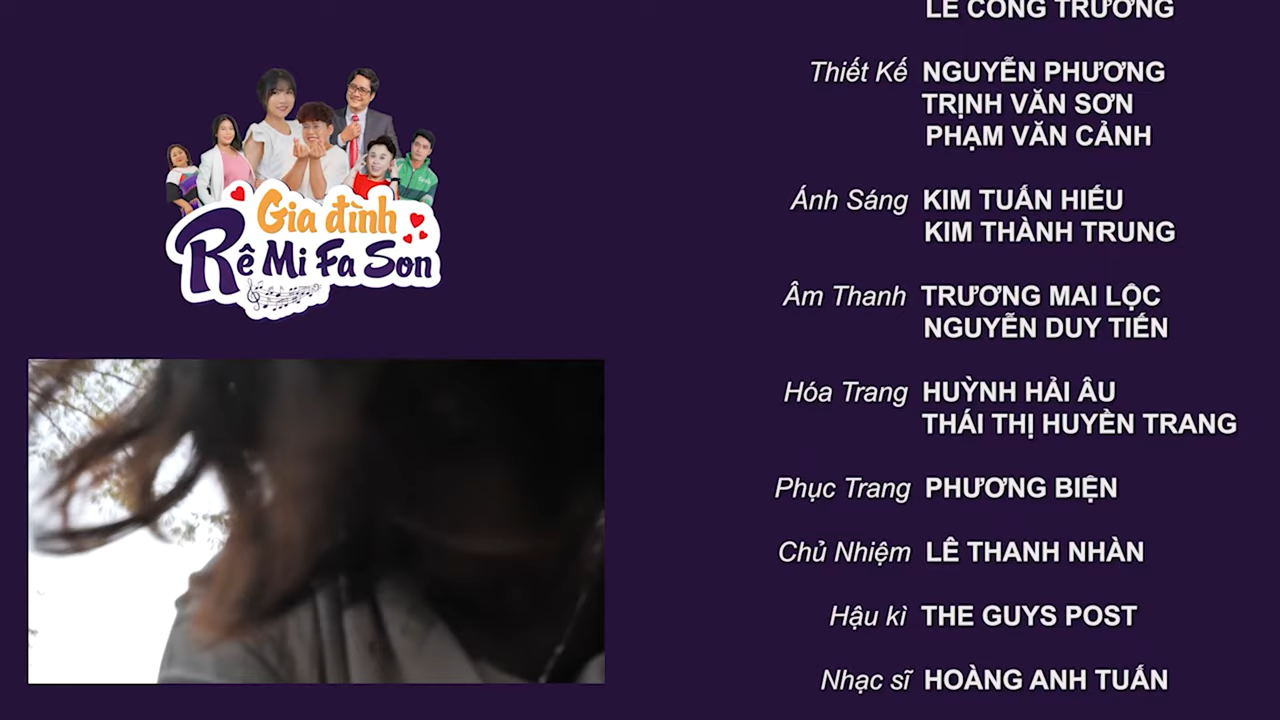 Gia đình
Rê Mi Fa Son
LÊ CÔNG TRƯỜNG
Thiết Kế NGUYỄN PHƯƠNG
TRỊNH VĂN SƠN
PHẠM VĂN CẢNH
Ánh Sáng KIM TUẤN HIẾU
KIM THÀNH TRUNG
Âm Thanh TRƯƠNG MAI LỘC
NGUYỄN DUY TIẾN
Hóa Trang HUỲNH HẢI ÂU
THÁI THỊ HUYỀN TRANG
Phục Trang PHƯƠNG BIỆN
Chủ Nhiệm LÊ THANH NHÀN
Hậu kì THE GUYS POST
Nhạc sĩ HOÀNG ANH TUẤN